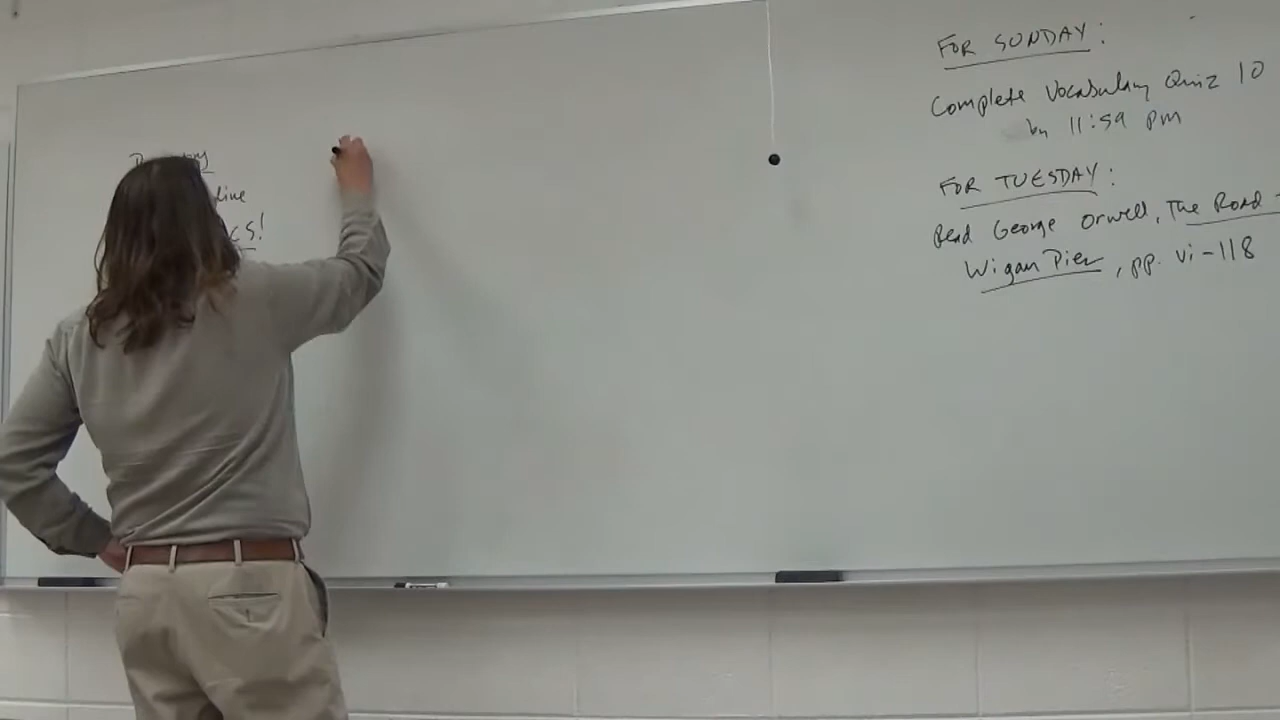 line
FOR SUNDAY:
Complete Vocabulary Quiz 10
by 11:59 pm
FOR TUESDAY:
Read George Orwell, The Road
Wigan Pier, pp. vi-118